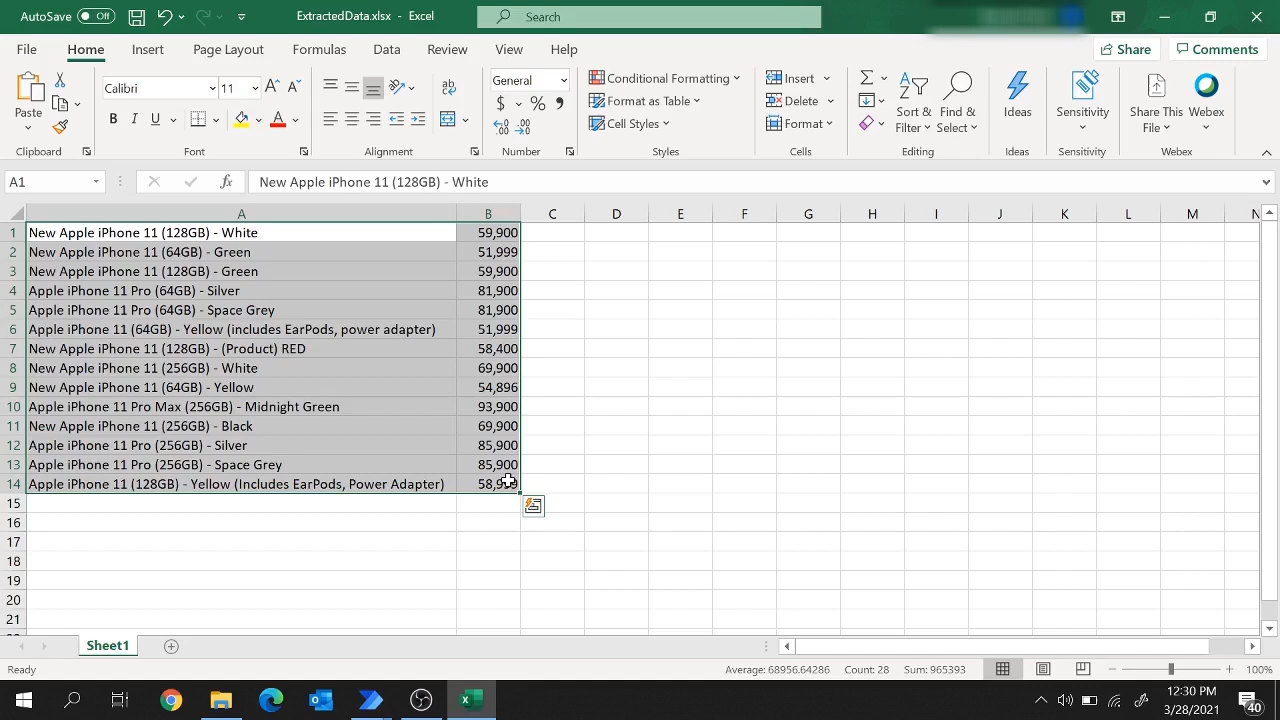 AutoSave Off ExtractedData.xlsx - Excel Search
File Home Insert Page Layout Formulas Data Review View Help Share Comments
Paste Calibri 11 General Conditional Formatting Format as Table Cell Styles Insert Delete Format Sort & Filter Find & Select Ideas Sensitivity Share This File Webex
Clipboard Font Alignment Number Styles Cells Editing Ideas Sensitivity Webex
A1 fx New Apple iPhone 11 (128GB) - White
A B C D E F G H I J K L M N
1 New Apple iPhone 11 (128GB) - White 59,900
2 New Apple iPhone 11 (64GB) - Green 51,999
3 New Apple iPhone 11 (128GB) - Green 59,900
4 Apple iPhone 11 Pro (64GB) - Silver 81,900
5 Apple iPhone 11 Pro (64GB) - Space Grey 81,900
6 Apple iPhone 11 (64GB) - Yellow (includes EarPods, power adapter) 51,999
7 New Apple iPhone 11 (128GB) - (Product) RED 58,400
8 New Apple iPhone 11 (256GB) - White 69,900
9 New Apple iPhone 11 (64GB) - Yellow 54,896
10 Apple iPhone 11 Pro Max (256GB) - Midnight Green 93,900
11 New Apple iPhone 11 (256GB) - Black 69,900
12 Apple iPhone 11 Pro (256GB) - Silver 85,900
13 Apple iPhone 11 Pro (256GB) - Space Grey 85,900
14 Apple iPhone 11 (128GB) - Yellow (Includes EarPods, Power Adapter)
15
16
17
18
19
20
21
Sheet1
Ready Average: 68956.64286 Count: 28 Sum: 965393 100%
12:30 PM
3/28/2021
40